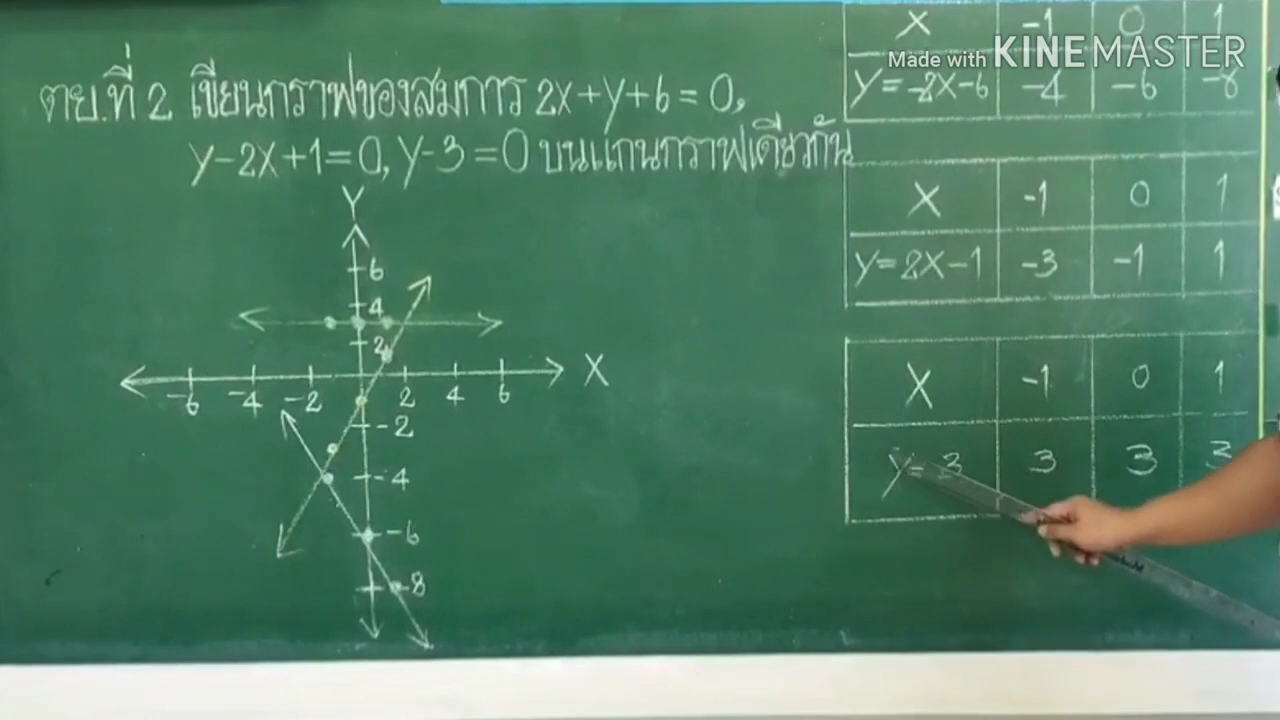 ตย.ที่ 2 เขียนกราฟของสมการ 2x+y+6=0,
y-2x+1=0, y-3=0 บนแกนกราฟเดียวกัน
Y
6
4
2
-6 -4 -2 2 4 6 X
-2
-4
-6
-8
X -1 0 1
Made with KINEMASTER
y=-2x-6 -4 -6 -8
X -1 0 1
y=2x-1 -3 -1 1
X -1 0 1
y=3 3 3 3